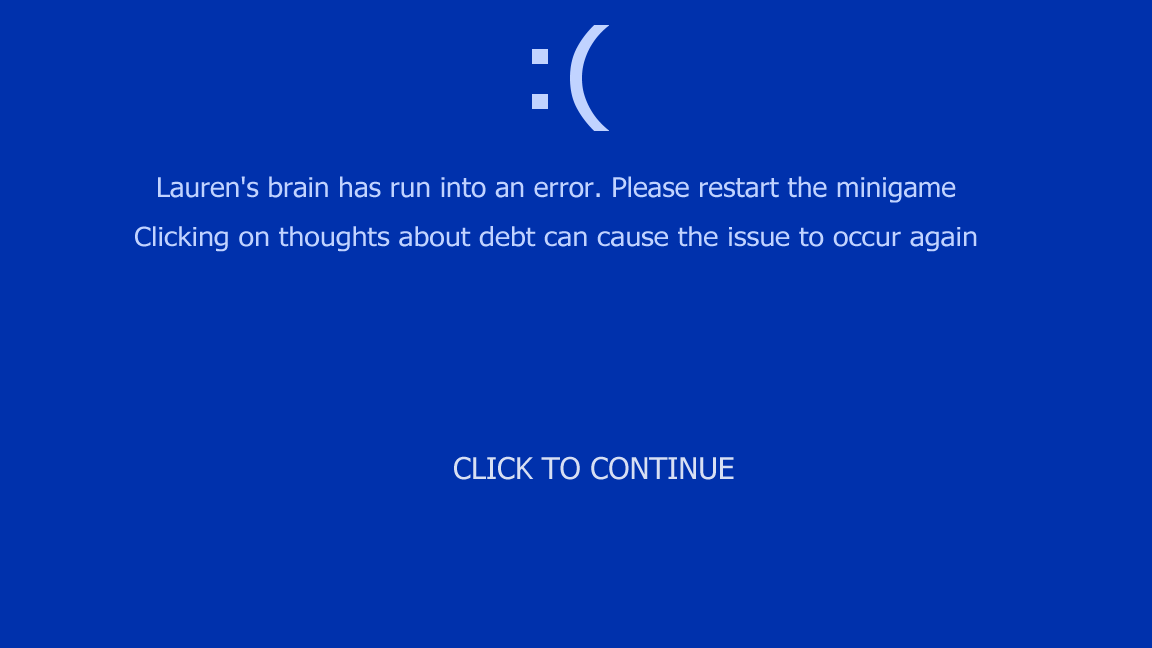 :(
Lauren's brain has run into an error. Please restart the minigame
Clicking on thoughts about debt can cause the issue to occur again
CLICK TO CONTINUE